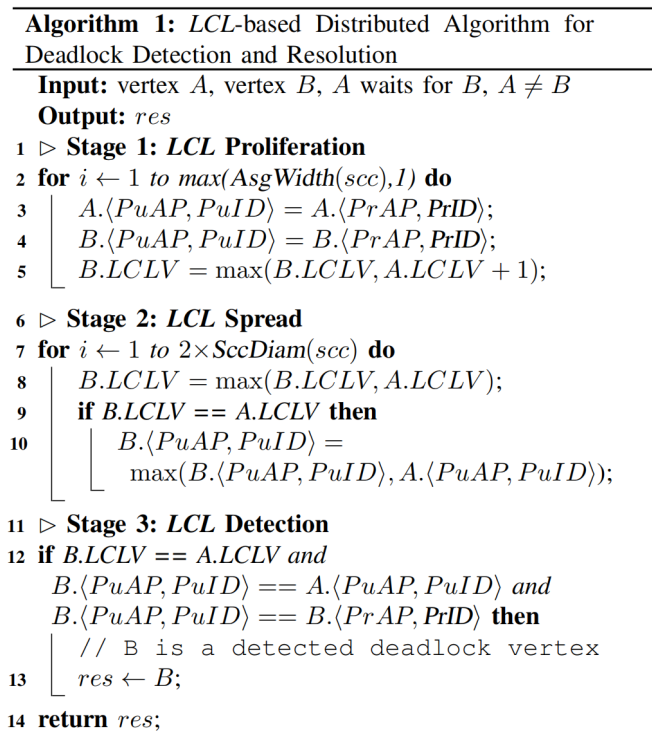 Algorithm 1: LCL-based Distributed Algorithm for
Deadlock Detection and Resolution
Input: vertex A, vertex B, A waits for B, A ≠ B
Output: res
1 ▷ Stage 1: LCL Proliferation
2 for i ← 1 to max(AsgWidth(scc),1) do
3 A.⟨PuAP, PuID⟩ = A.⟨PrAP, PrID⟩;
4 B.⟨PuAP, PuID⟩ = B.⟨PrAP, PrID⟩;
5 B.LCLV = max(B.LCLV, A.LCLV + 1);
6 ▷ Stage 2: LCL Spread
7 for i ← 1 to 2×SccDiam(scc) do
8 B.LCLV = max(B.LCLV, A.LCLV);
9 if B.LCLV == A.LCLV then
10 B.⟨PuAP, PuID⟩ =
max(B.⟨PuAP, PuID⟩, A.⟨PuAP, PuID⟩);
11 ▷ Stage 3: LCL Detection
12 if B.LCLV == A.LCLV and
B.⟨PuAP, PuID⟩ == A.⟨PuAP, PuID⟩ and
B.⟨PuAP, PuID⟩ == B.⟨PrAP, PrID⟩ then
// B is a detected deadlock vertex
13 res ← B;
14 return res;